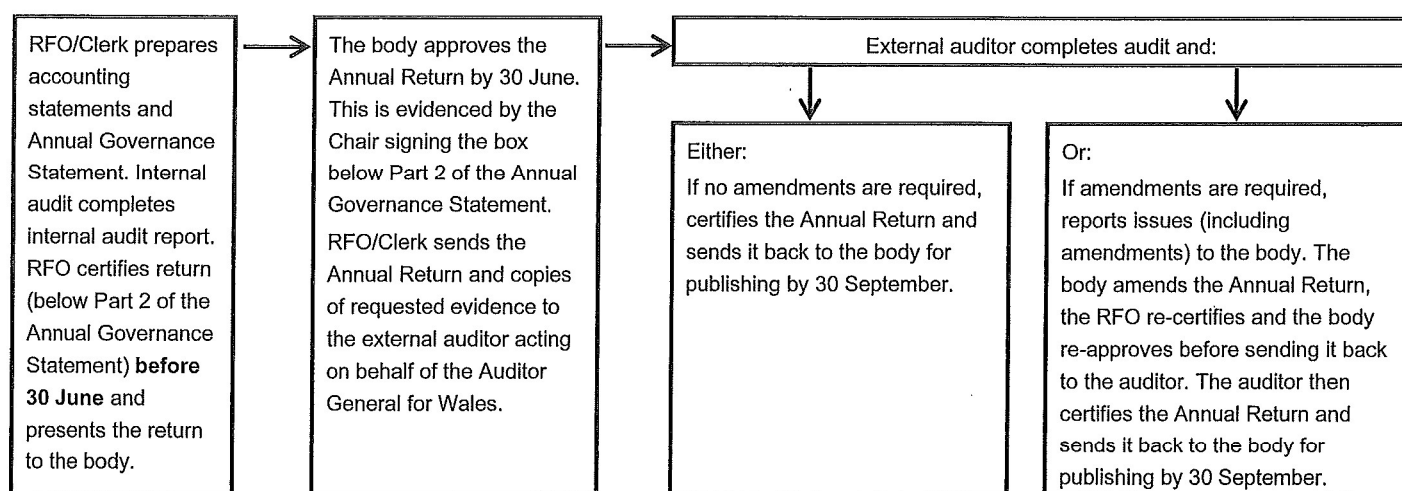 RFO/Clerk prepares
accounting
statements and
Annual Governance
Statement. Internal
audit completes
internal audit report.
RFO certifies return
(below Part 2 of the
Annual Governance
Statement) before
30 June and
presents the return
to the body.
The body approves the
Annual Return by 30 June.
This is evidenced by the
Chair signing the box
below Part 2 of the Annual
Governance Statement.
RFO/Clerk sends the
Annual Return and copies
of requested evidence to
the external auditor acting
on behalf of the Auditor
General for Wales.
External auditor completes audit and:
Either:
If no amendments are required,
certifies the Annual Return and
sends it back to the body for
publishing by 30 September.
Or:
If amendments are required,
reports issues (including
amendments) to the body. The
body amends the Annual Return,
the RFO re-certifies and the body
re-approves before sending it back
to the auditor. The auditor then
certifies the Annual Return and
sends it back to the body for
publishing by 30 September.